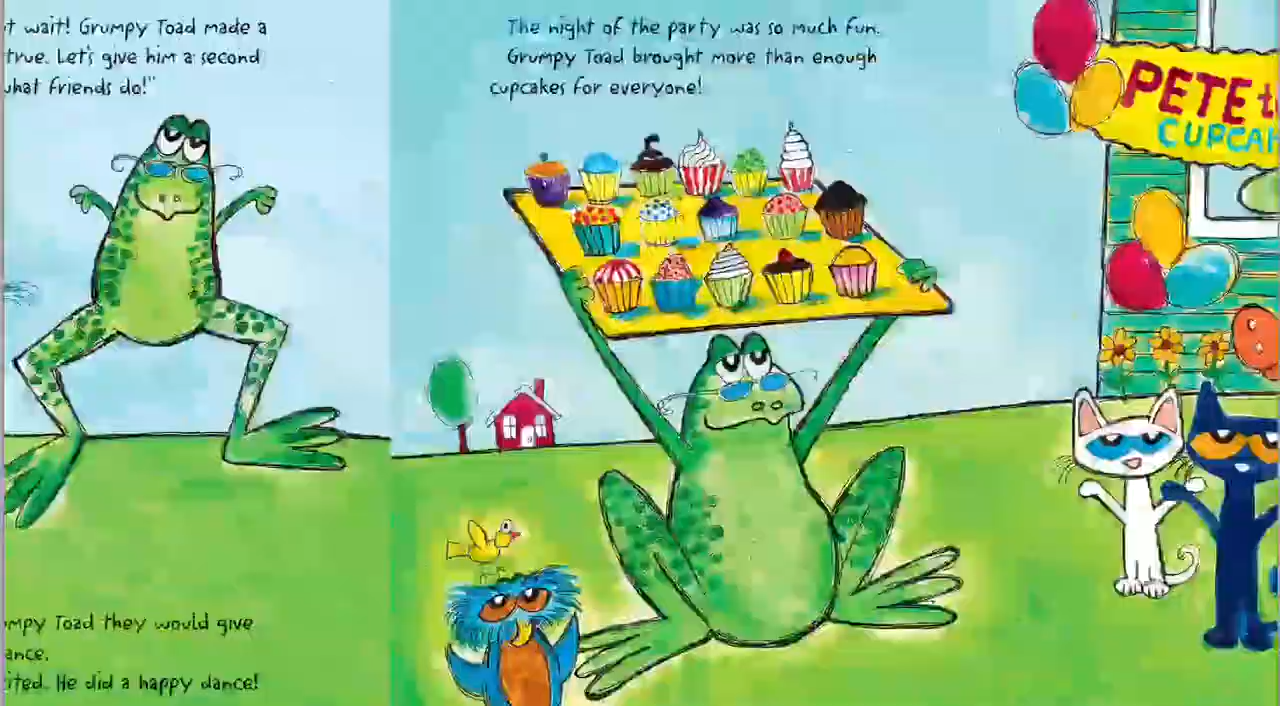 t wait! Grumpy Toad made a
true. Let's give him a second
what friends do!"
mpy Toad they would give
ance.
ited. He did a happy dance!
The night of the party was so much fun.
Grumpy Toad brought more than enough
cupcakes for everyone!
PETE t
CUPCA